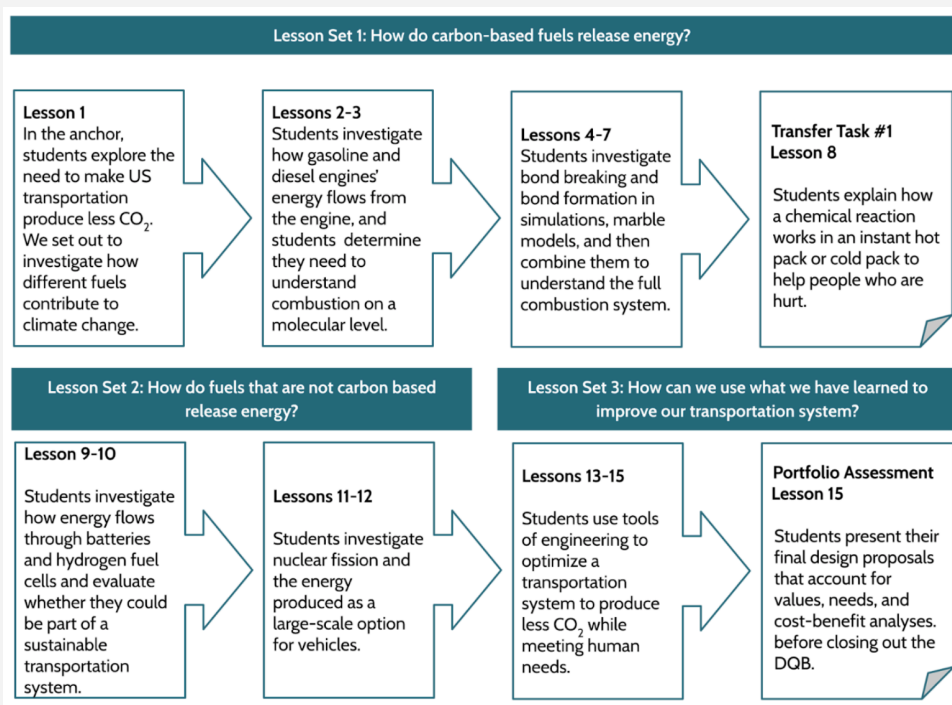 Lesson Set 1: How do carbon-based fuels release energy?
Lesson 1
In the anchor,
students explore the
need to make US
transportation
produce less CO₂.
We set out to
investigate how
different fuels
contribute to
climate change.
Lessons 2-3
Students investigate
how gasoline and
diesel engines'
energy flows from
the engine, and
students determine
they need to
understand
combustion on a
molecular level.
Lessons 4-7
Students investigate
bond breaking and
bond formation in
simulations, marble
models, and then
combine them to
understand the full
combustion system.
Transfer Task #1
Lesson 8
Students explain how
a chemical reaction
works in an instant hot
pack or cold pack to
help people who are
hurt.
Lesson Set 2: How do fuels that are not carbon based
release energy?
Lesson 9-10
Students investigate
how energy flows
through batteries
and hydrogen fuel
cells and evaluate
whether they could
be part of a
sustainable
transportation
system.
Lessons 11-12
Students investigate
nuclear fission and
the energy
produced as a
large-scale option
for vehicles.
Lesson Set 3: How can we use what we have learned to
improve our transportation system?
Lessons 13-15
Students use tools
of engineering to
optimize a
transportation
system to produce
less CO₂ while
meeting human
needs.
Portfolio Assessment
Lesson 15
Students present their
final design proposals
that account for
values, needs, and
cost-benefit analyses.
before closing out the
DQB.